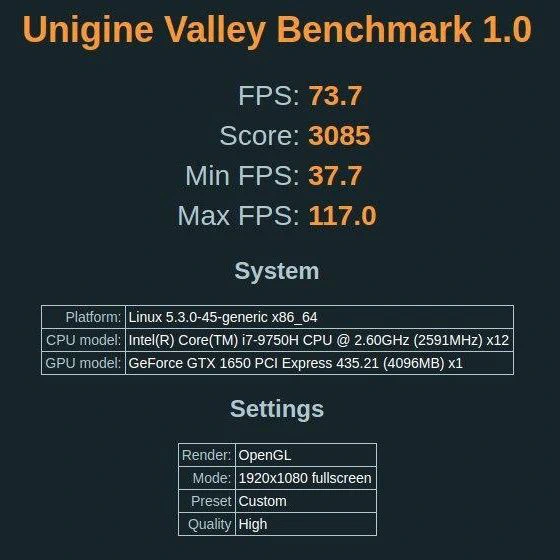 Unigine Valley Benchmark 1.0
FPS: 73.7
Score: 3085
Min FPS: 37.7
Max FPS: 117.0
System
Platform: Linux 5.3.0-45-generic x86_64
CPU model: Intel(R) Core(TM) i7-9750H CPU @ 2.60GHz (2591MHz) x12
GPU model: GeForce GTX 1650 PCI Express 435.21 (4096MB) x1
Settings
Render: OpenGL
Mode: 1920x1080 fullscreen
Preset Custom
Quality High